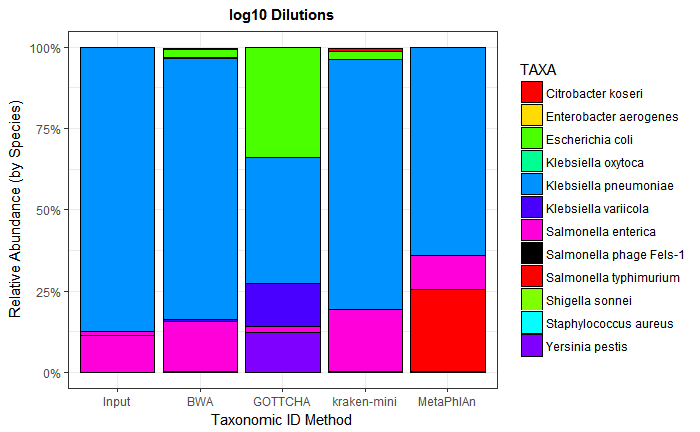 log10 Dilutions
Relative Abundance (by Species)
100%
75%
50%
25%
0%
Input
BWA
GOTTCHA
kraken-mini
MetaPhlAn
Taxonomic ID Method
TAXA
Citrobacter koseri
Enterobacter aerogenes
Escherichia coli
Klebsiella oxytoca
Klebsiella pneumoniae
Klebsiella variicola
Salmonella enterica
Salmonella phage Fels-1
Salmonella typhimurium
Shigella sonnei
Staphylococcus aureus
Yersinia pestis